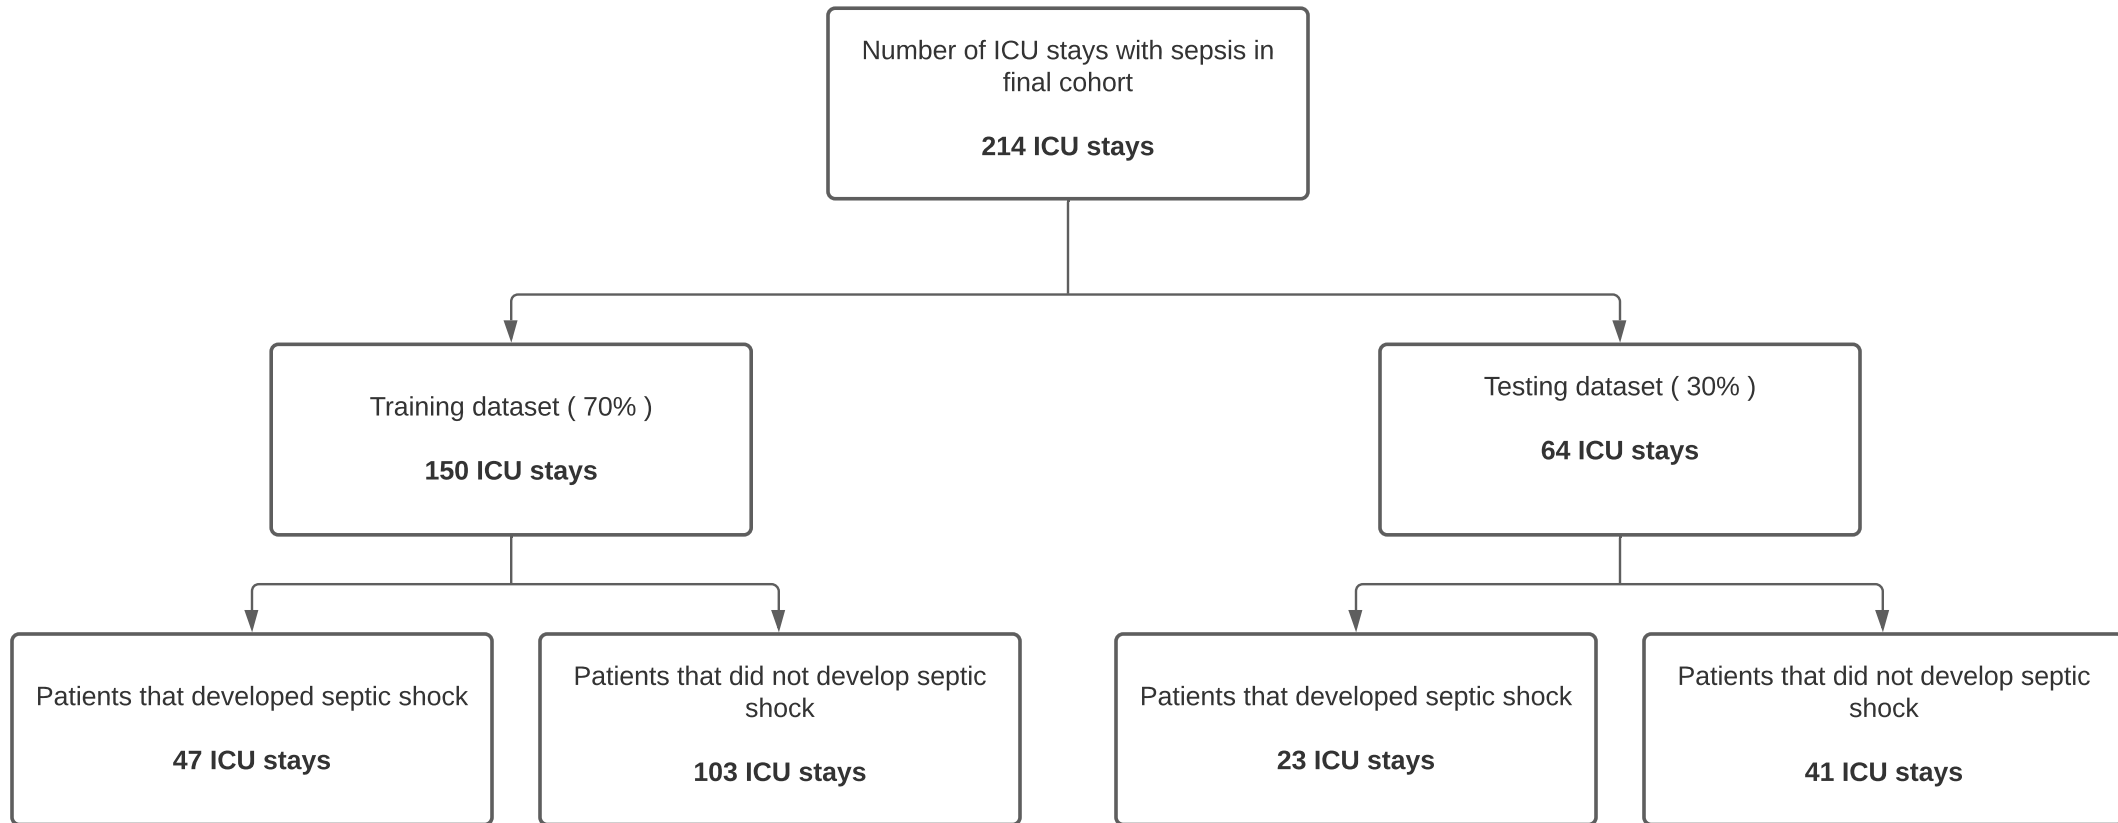 Number of ICU stays with sepsis in
final cohort
214 ICU stays
Training dataset ( 70% )
150 ICU stays
Testing dataset ( 30% )
64 ICU stays
Patients that developed septic shock
47 ICU stays
Patients that did not develop septic
shock
103 ICU stays
Patients that developed septic shock
23 ICU stays
Patients that did not develop septic
shock
41 ICU stays